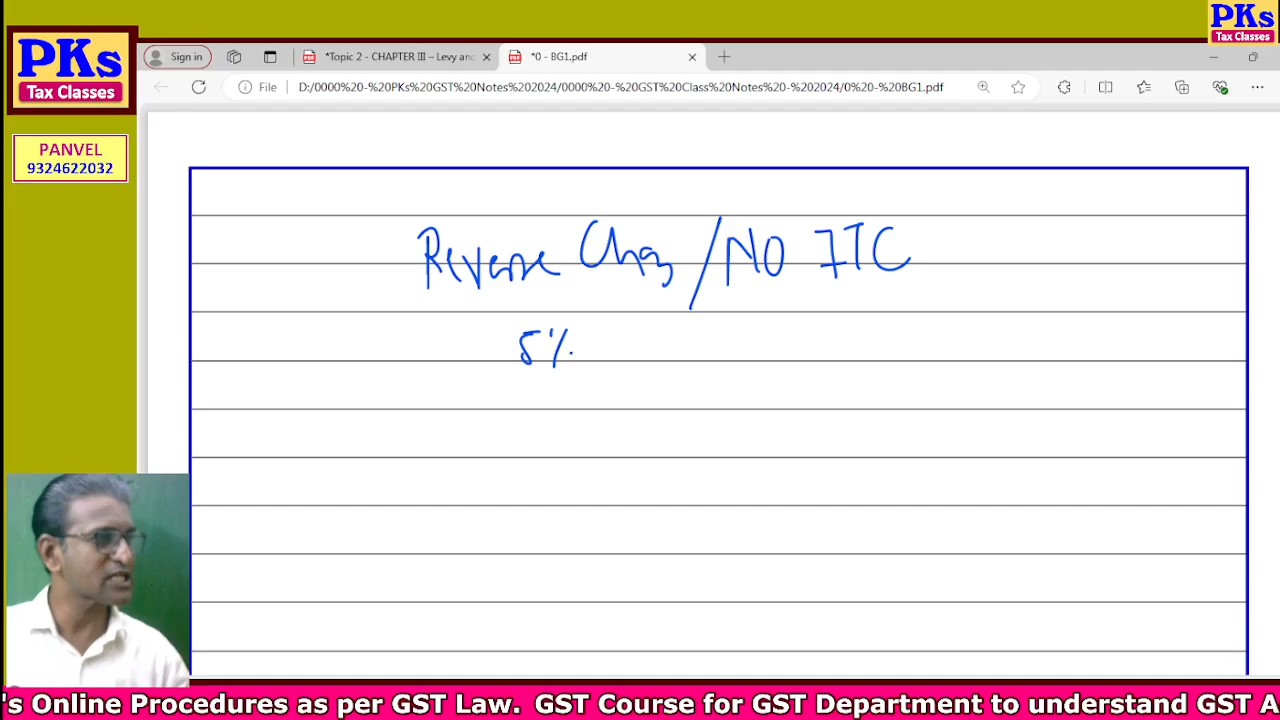 PKs
Tax Classes
PKs
Tax Classes
Sign in
*Topic 2 - CHAPTER III – Levy anc
*0 - BG1.pdf
File
D:/0000%20-%20PKs%20GST%20Notes%202024/0000%20-%20GST%20Class%20Notes%20-%202024/0%20-%20BG1.pdf
PANVEL
9324622032
Reverse / NO ITC
5%
's Online Procedures as per GST Law. GST Course for GST Department to understand GST A